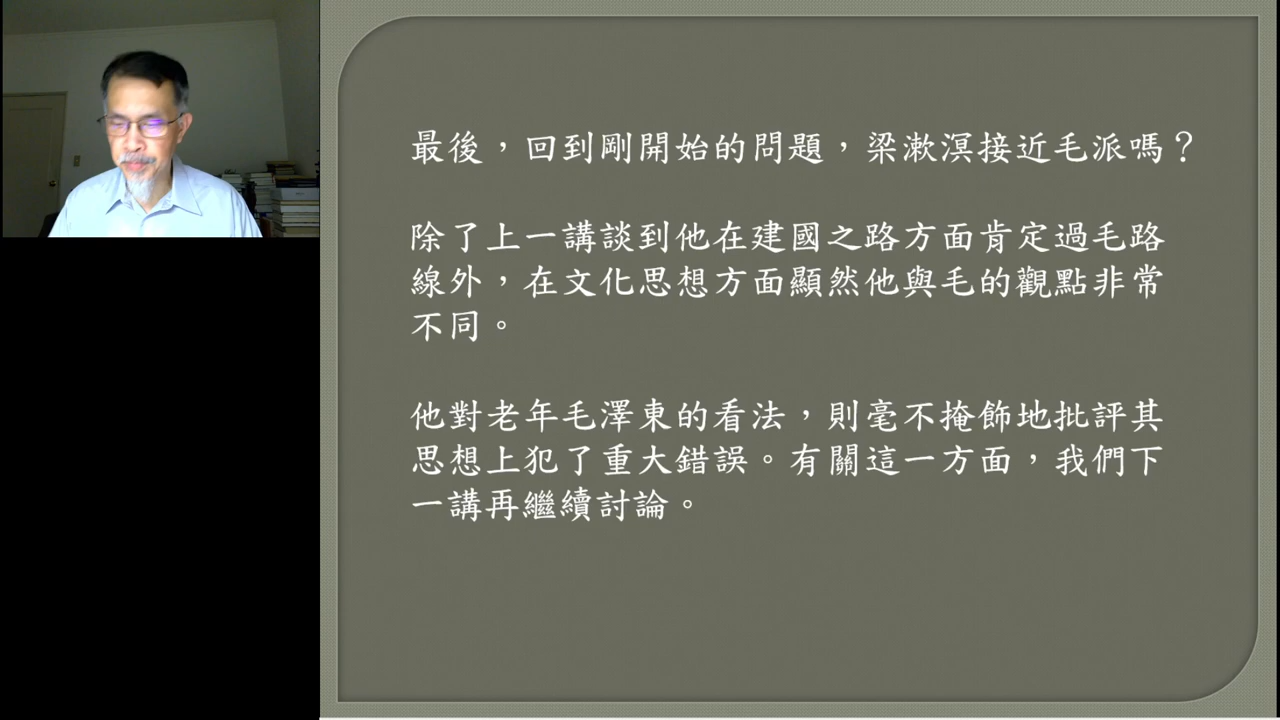 最後，回到剛開始的問題，梁漱溟接近毛派嗎？
除了上一講談到他在建國之路方面肯定過毛路
線外，在文化思想方面顯然他與毛的觀點非常
不同。
他對老年毛澤東的看法，則毫不掩飾地批評其
思想上犯了重大錯誤。有關這一方面，我們下
一講再繼續討論。